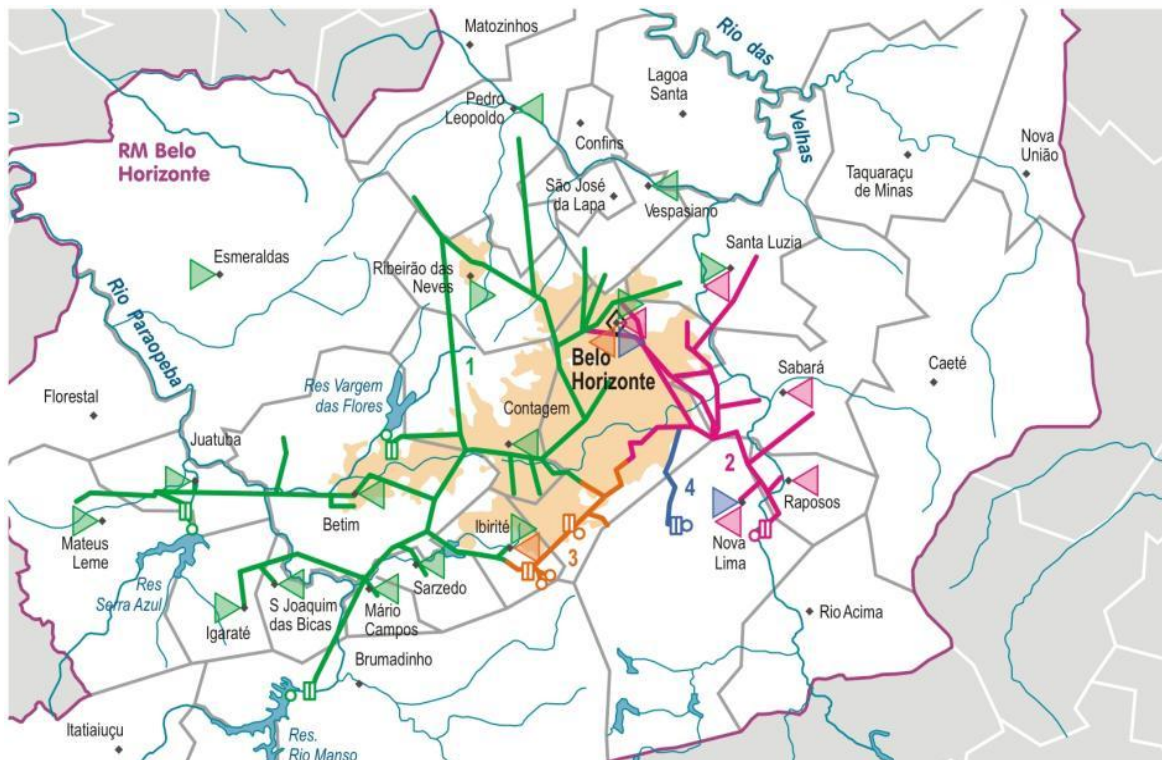 Matozinhos
Rio das
Velhas
Lagoa
Santa
Pedro
Leopoldo
Confins
Nova
União
RM Belo
Horizonte
Taquaraçu
de Minas
São José
da Lapa
Vespasiano
Santa Luzia
Esmeraldas
Ribeirão das
Neves
Rio Paraopeba
1
Belo
Horizonte
Caeté
Sabará
Florestal
Res Vargem
das Flores
Contagem
Juatuba
2
4
Raposos
Betim
Mateus
Leme
Ibirité
3
Nova
Lima
Res
Serra Azul
Sarzedo
S Joaquim
das Bicas
Igaraté
Mário
Campos
Rio Acima
Brumadinho
Itatiaiuçu
Res.
Rio Manso